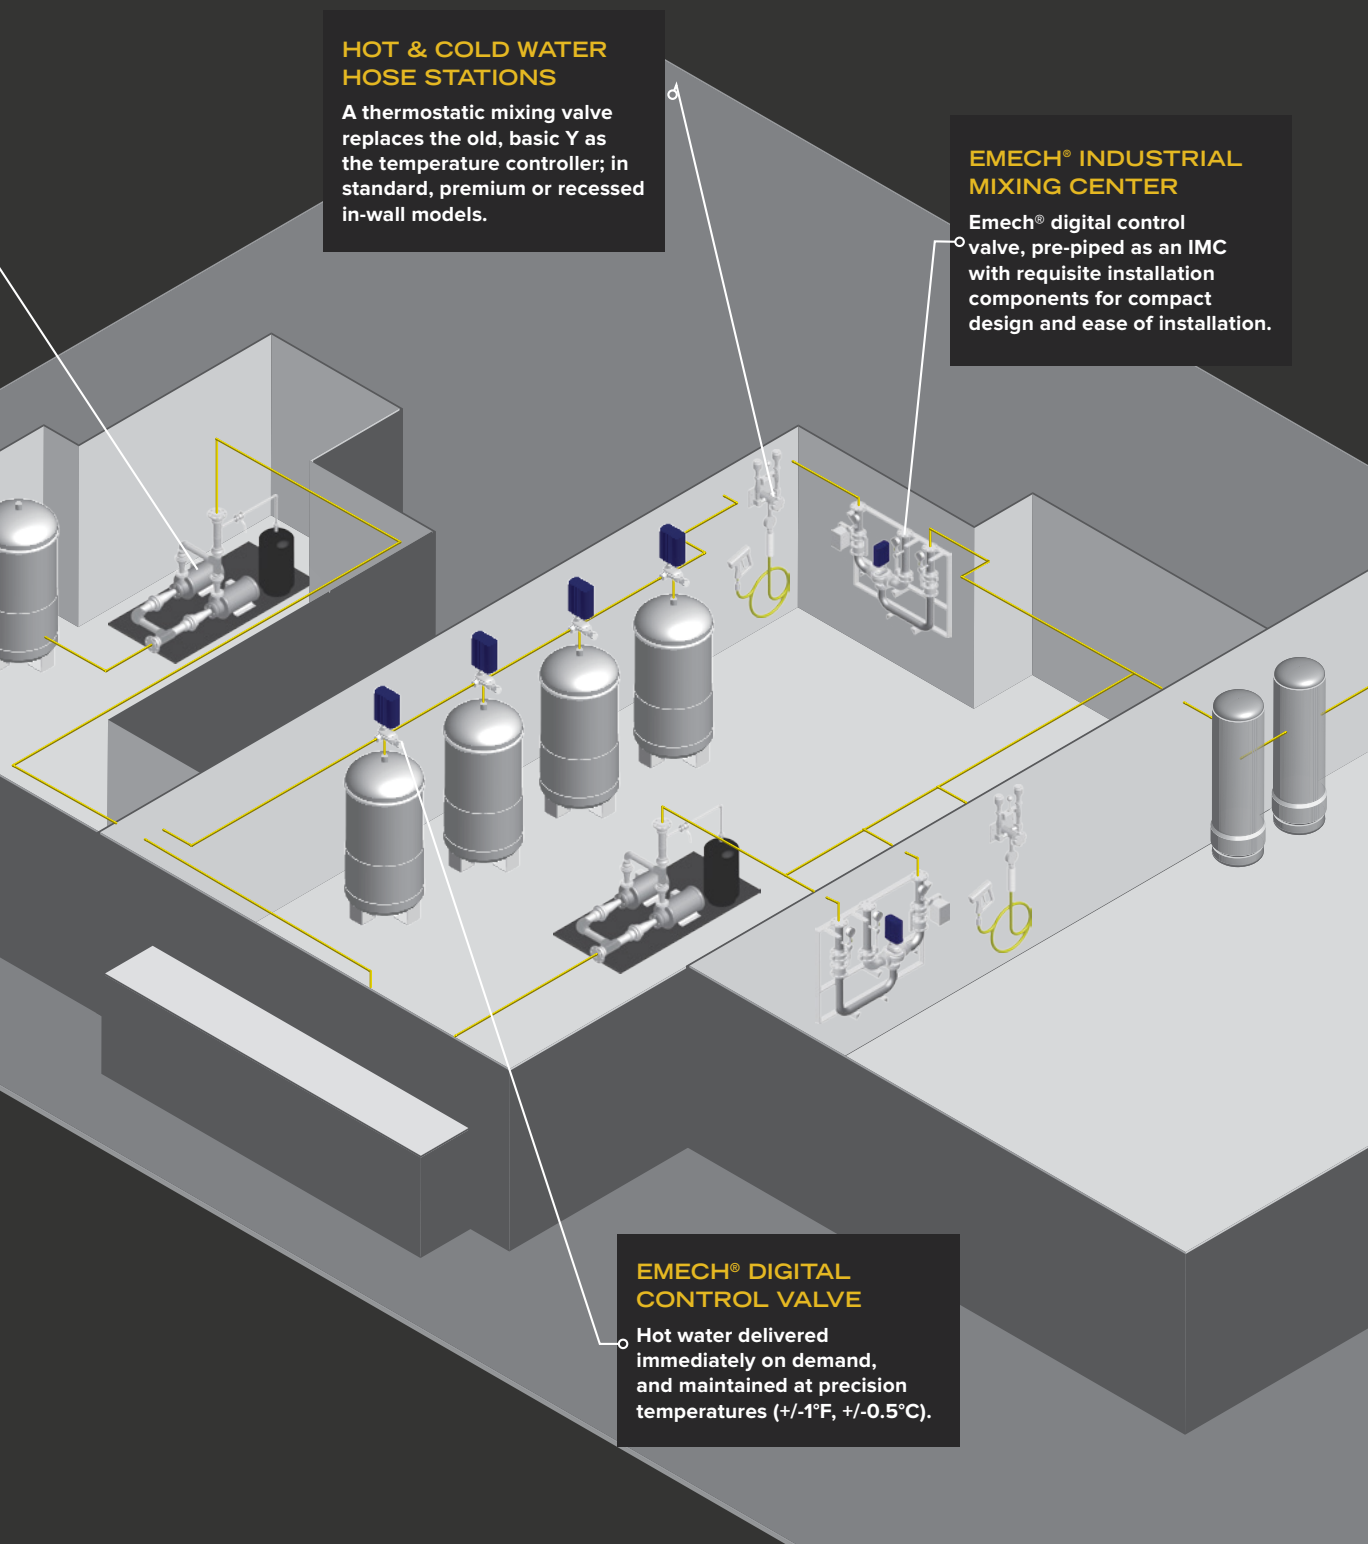 HOT & COLD WATER
HOSE STATIONS
A thermostatic mixing valve
replaces the old, basic Y as
the temperature controller; in
standard, premium or recessed
in-wall models.
EMECH® INDUSTRIAL
MIXING CENTER
Emech® digital control
valve, pre-piped as an IMC
with requisite installation
components for compact
design and ease of installation.
EMECH® DIGITAL
CONTROL VALVE
Hot water delivered
immediately on demand,
and maintained at precision
temperatures (+/-1°F, +/-0.5°C).